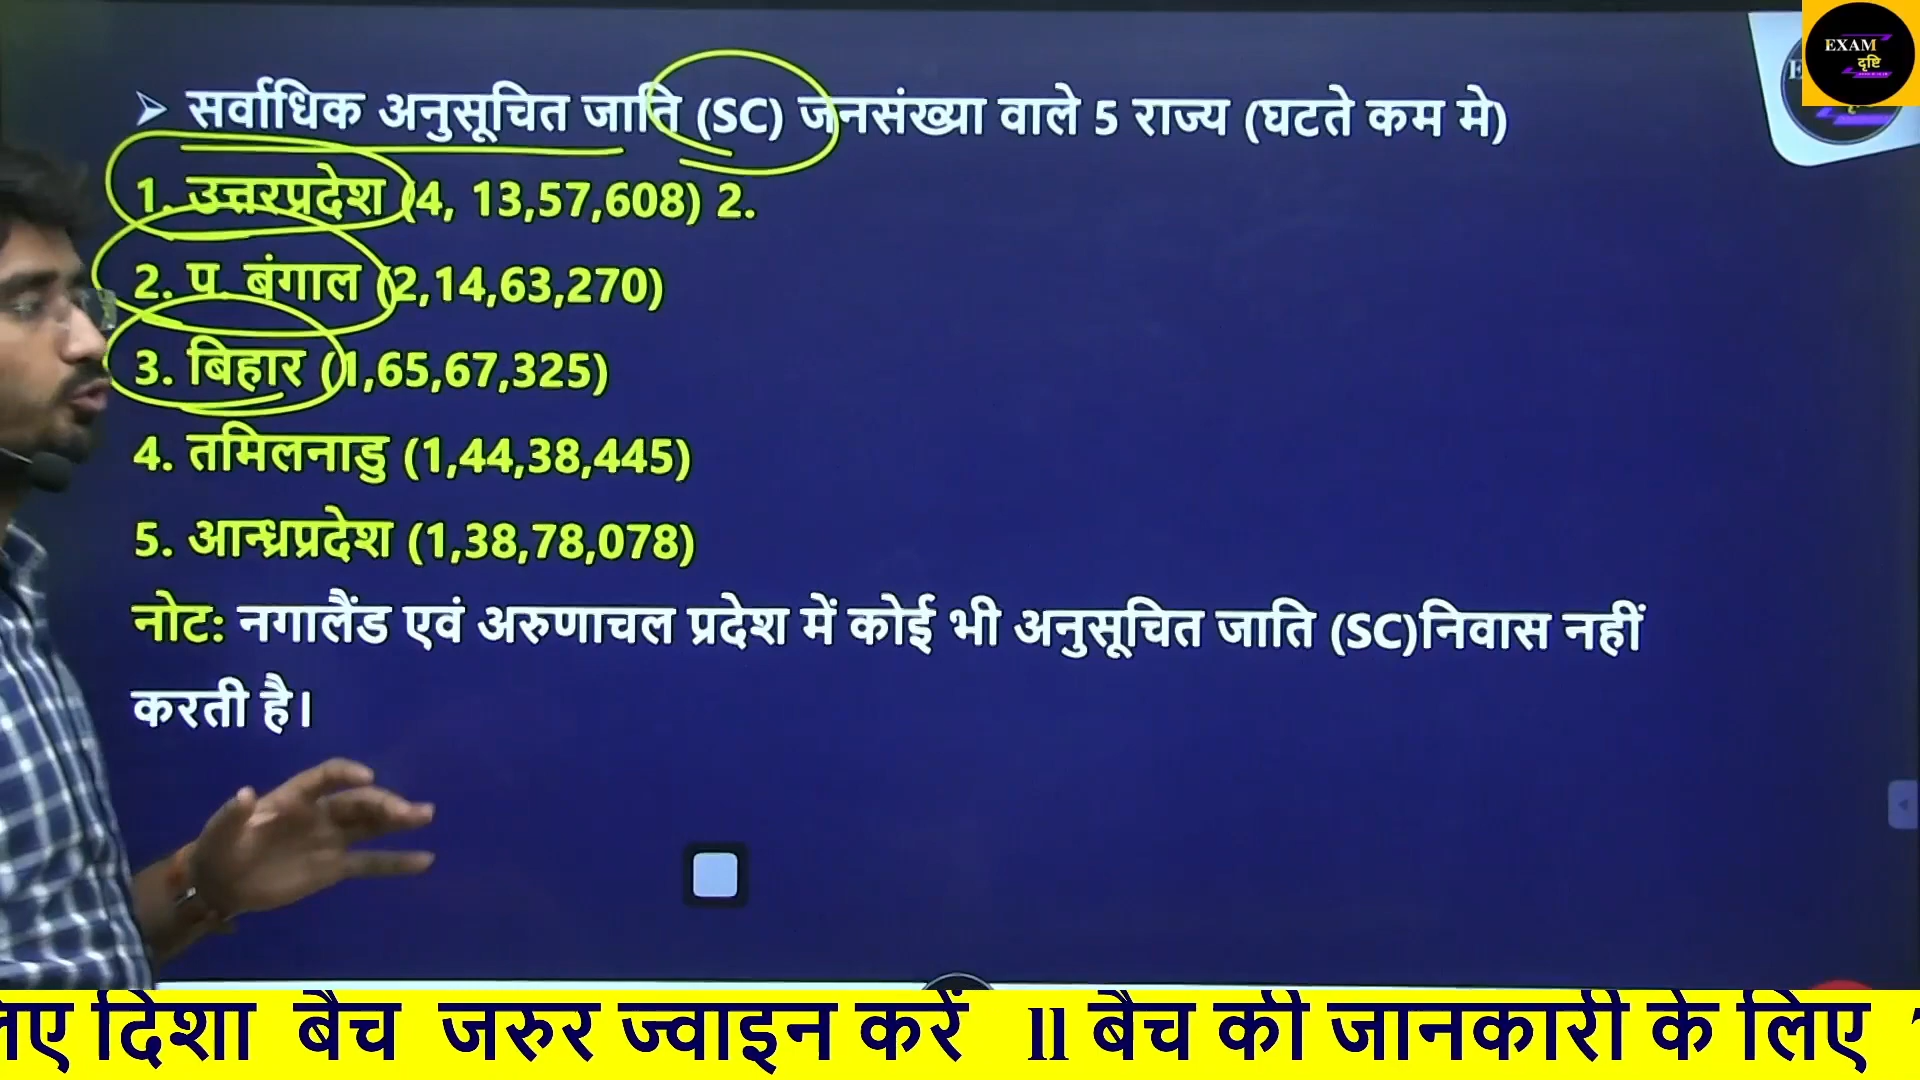 EXAM
दृष्टि
➢ सर्वाधिक अनुसूचित जाति (SC) जनसंख्या वाले 5 राज्य (घटते कम मे)
1. उत्तरप्रदेश (4, 13,57,608) 2.
2. प. बंगाल (2,14,63,270)
3. बिहार (1,65,67,325)
4. तमिलनाडु (1,44,38,445)
5. आन्ध्रप्रदेश (1,38,78,078)
नोट: नगालैंड एवं अरुणाचल प्रदेश में कोई भी अनुसूचित जाति (SC)निवास नहीं
करती है।
दिशा बैच जरुर ज्वाइन करें ll बैच की जानकारी के लिए